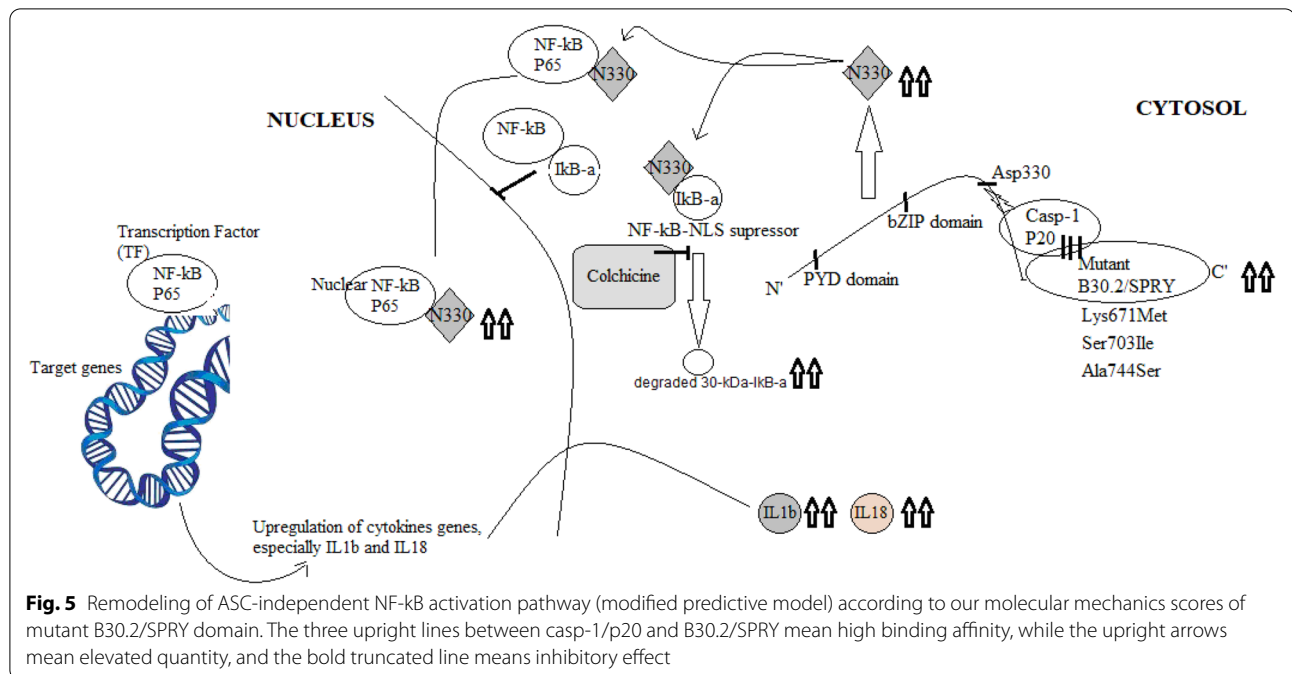 NF-kB
P65
N330
N330
CYTOSOL
NUCLEUS
NF-kB
IkB-a
N330
IkB-a
NF-kB-NLS supressor
Asp330
bZIP domain
Casp-1
P20
PYD domain
N'
Mutant
B30.2/SPRY
C'
Lys671Met
Ser703Ile
Ala744Ser
Colchicine
Transcription Factor
(TF)
NF-kB
P65
Nuclear NF-kB
P65
N330
Target genes
degraded 30-kDa-IkB-a
Upregulation of cytokines genes,
especially IL1b and IL18
IL1b
IL18
Fig. 5 Remodeling of ASC-independent NF-kB activation pathway (modified predictive model) according to our molecular mechanics scores of
mutant B30.2/SPRY domain. The three upright lines between casp-1/p20 and B30.2/SPRY mean high binding affinity, while the upright arrows
mean elevated quantity, and the bold truncated line means inhibitory effect